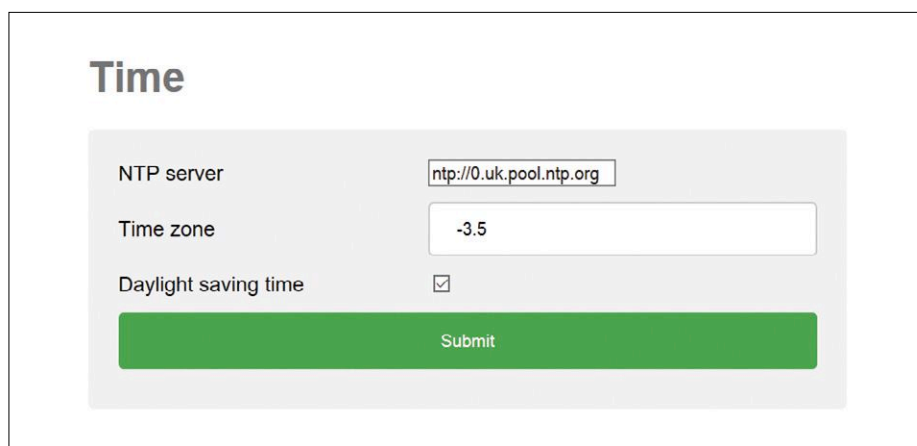 Time
NTP server ntp://0.uk.pool.ntp.org
Time zone -3.5
Daylight saving time
Submit